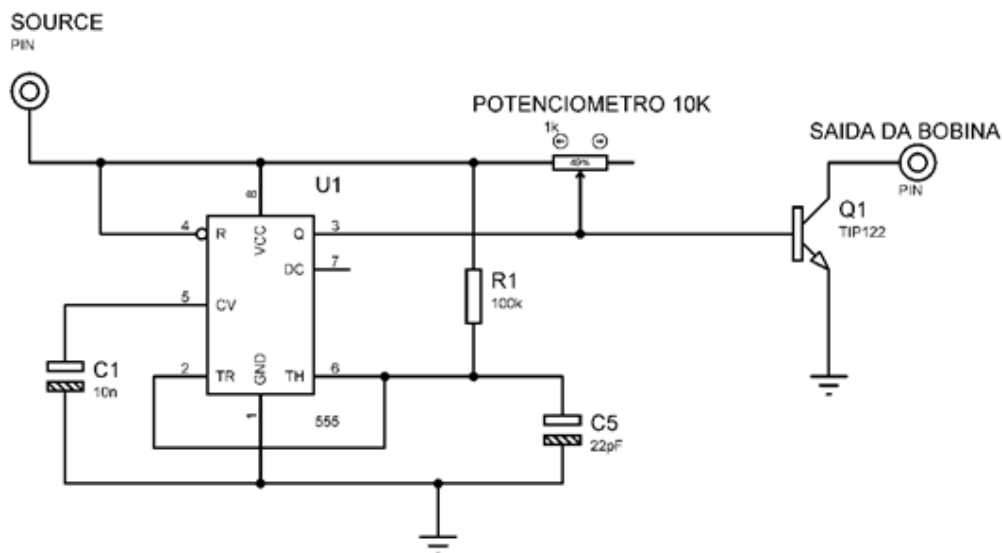 SOURCE
PIN
POTENCIOMETRO 10K
1k
49%
SAIDA DA BOBINA
PIN
U1
Q1
TIP122
8
4
R
VCC
Q
3
DC
7
R1
100k
5
CV
C1
10n
2
TR
GND
TH
6
1
555
C5
22pF